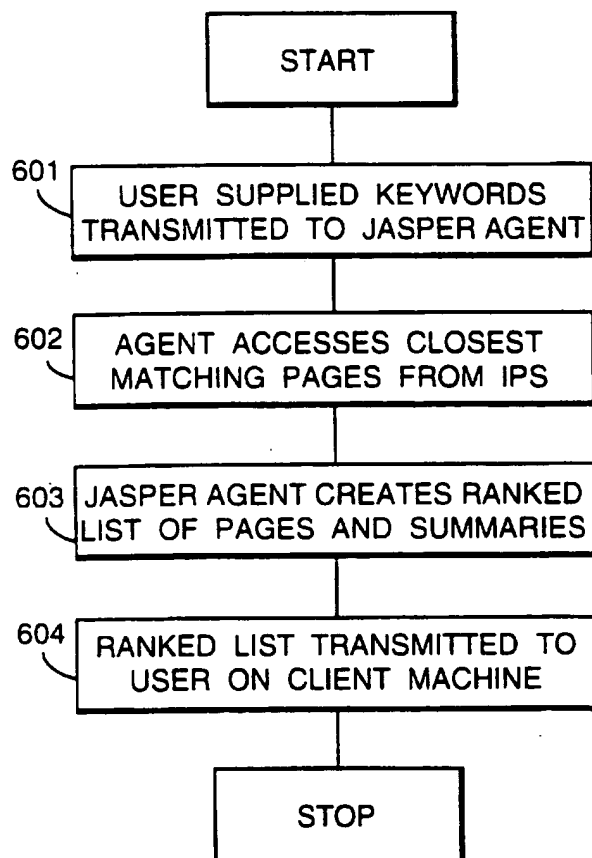 START
601
USER SUPPLIED KEYWORDS
TRANSMITTED TO JASPER AGENT
602
AGENT ACCESSES CLOSEST
MATCHING PAGES FROM IPS
603
JASPER AGENT CREATES RANKED
LIST OF PAGES AND SUMMARIES
604
RANKED LIST TRANSMITTED TO
USER ON CLIENT MACHINE
STOP